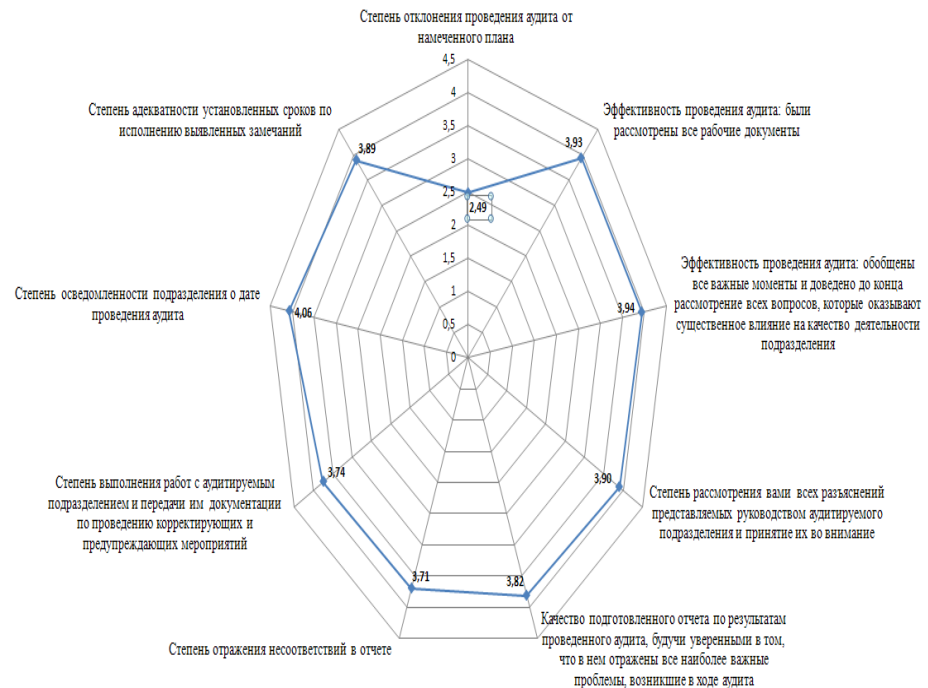 Степень отклонения проведения аудита от
намеченного плана
4,5
4
3,5
3
2,5
2
1,5
1
0,5
0
2,49
Эффективность проведения аудита: были
рассмотрены все рабочие документы
3,93
Эффективность проведения аудита: обобщены
все важные моменты и доведено до конца
рассмотрение всех вопросов, которые оказывают
существенное влияние на качество деятельности
подразделения
3,94
Степень рассмотрения вами всех разъяснений
представляемых руководством аудитируемого
подразделения и принятие их во внимание
3,90
Качество подготовленного отчета по результатам
проведенного аудита, будучи уверенными в том,
что в нем отражены все наиболее важные
проблемы, возникшие в ходе аудита
3,82
Степень отражения несоответствий в отчете
3,71
Степень выполнения работ с аудитируемым
подразделением и передачи им документации
по проведению корректирующих и
предупреждающих мероприятий
3,74
Степень осведомленности подразделения о дате
проведения аудита
4,06
Степень адекватности установленных сроков по
исполнению выявленных замечаний
3,89